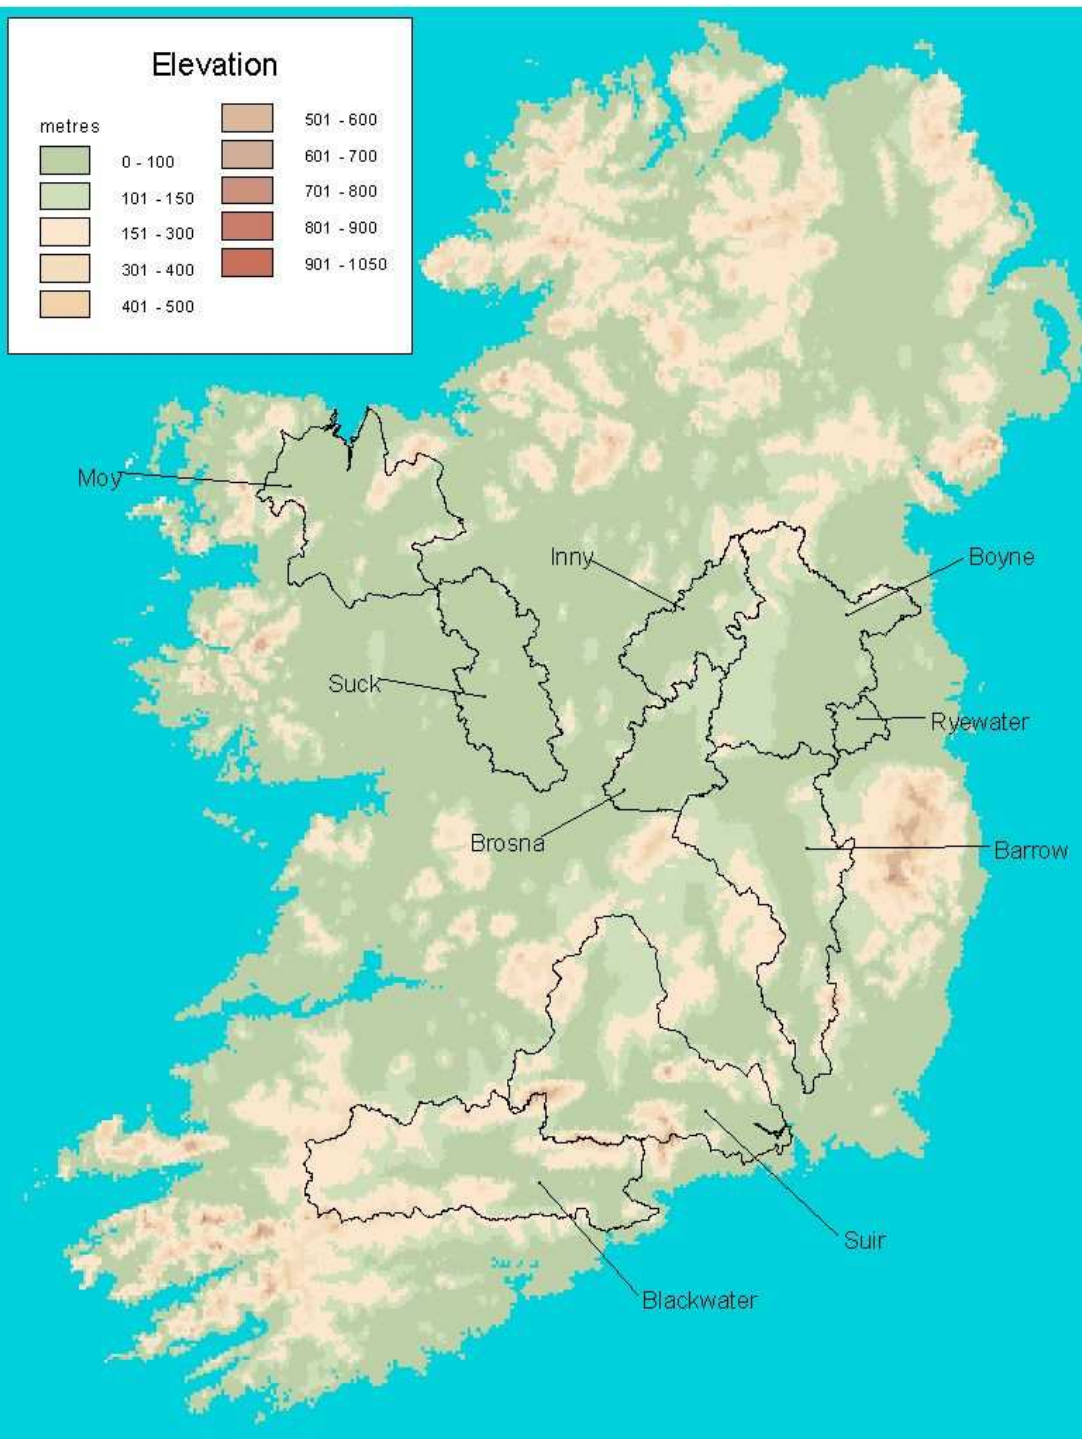 Elevation
metres
0 - 100
101 - 150
151 - 300
301 - 400
401 - 500
501 - 600
601 - 700
701 - 800
801 - 900
901 - 1050
Moy
Inny
Boyne
Suck
Ryewater
Brosna
Barrow
Suir
Blackwater